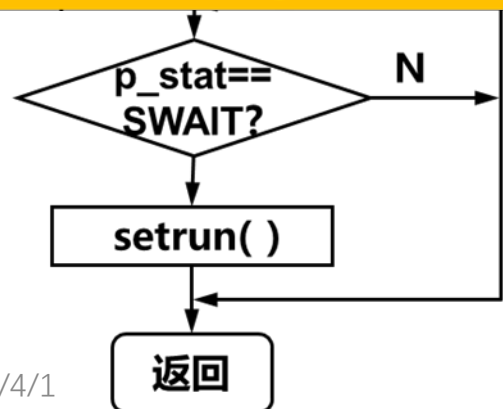 p_stat==
SWAIT?
N
setrun( )
返回
/4/1